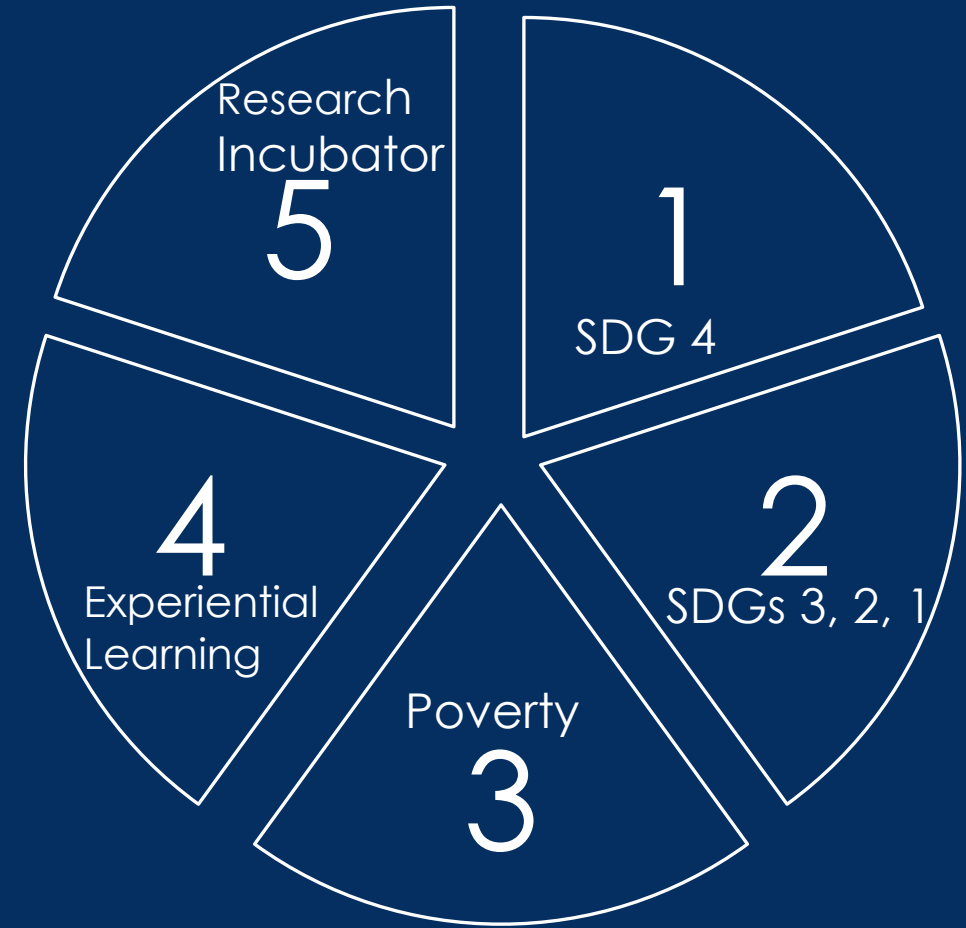 1
SDG 4
2
SDGs 3, 2, 1
Poverty
3
4
Experiential
Learning
Research
Incubator
5